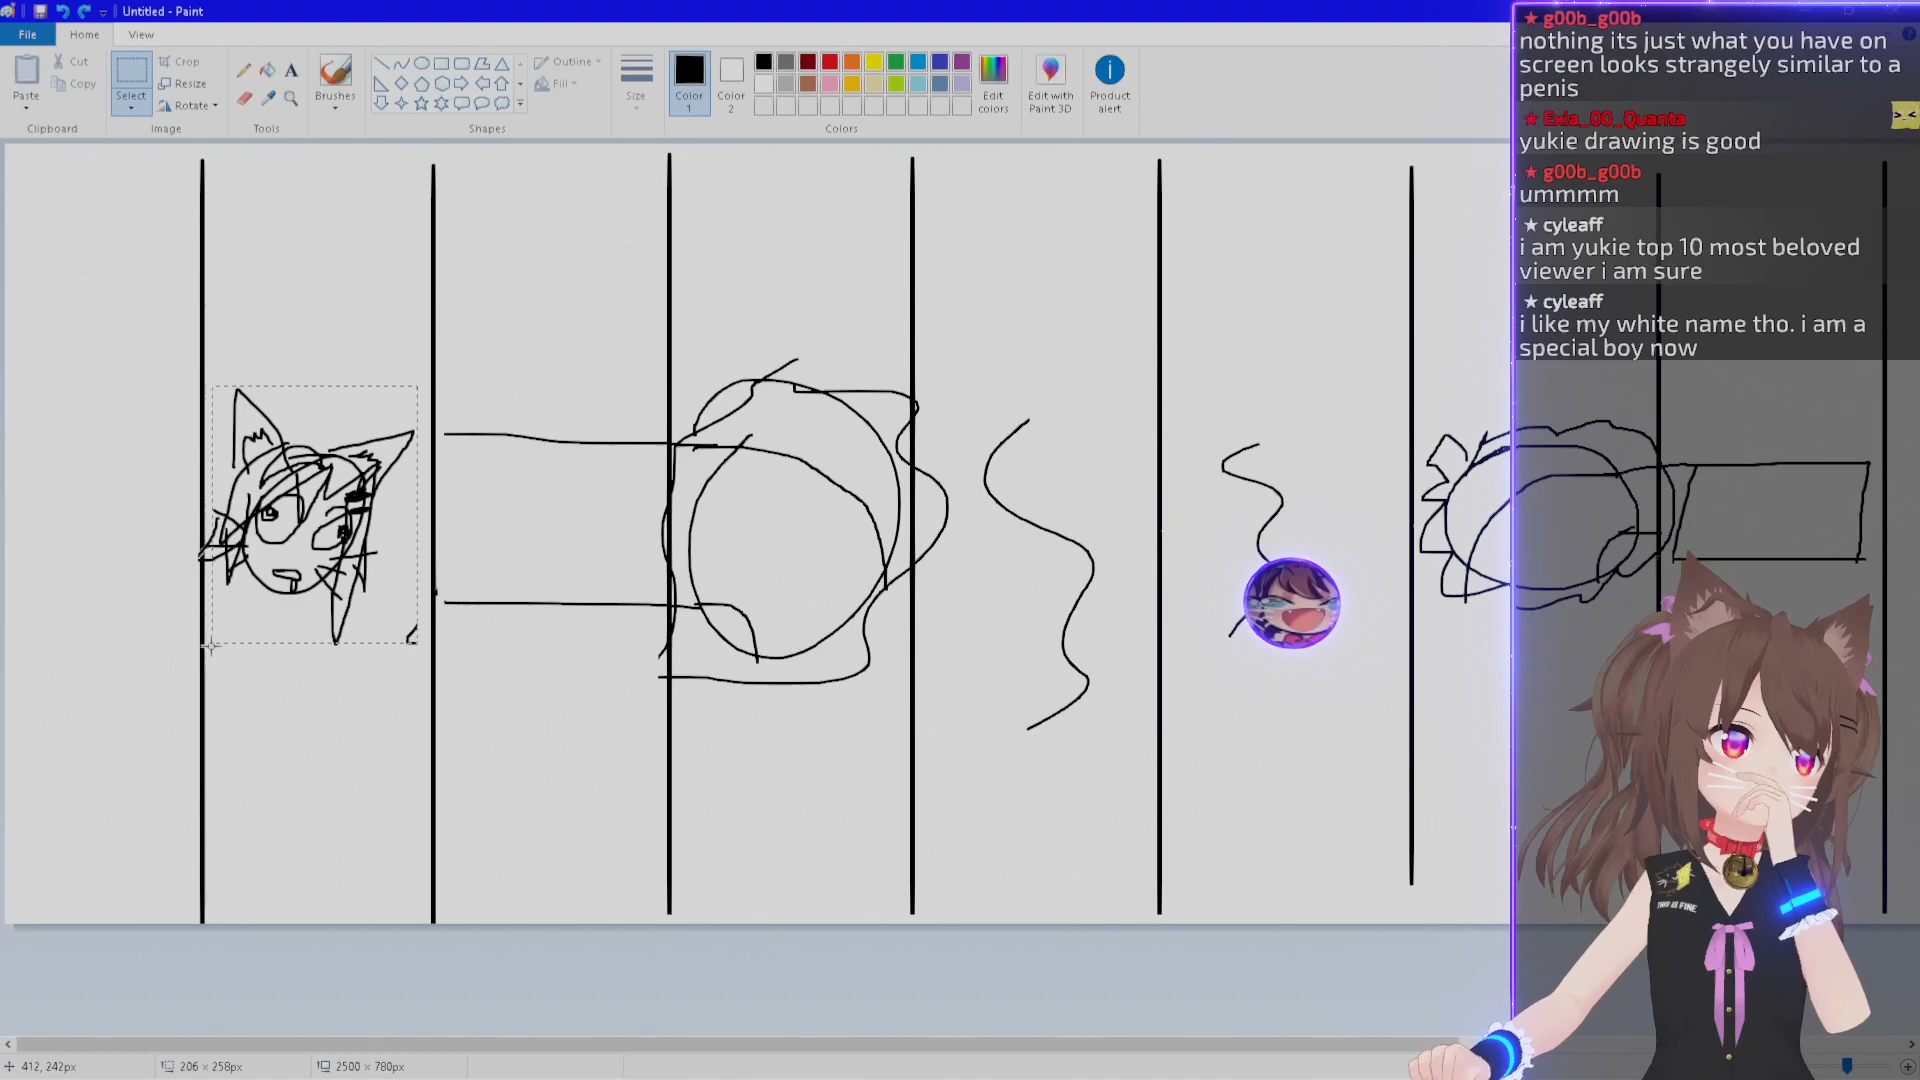 Untitled - Paint
File
Home
View
Paste
Cut
Copy
Clipboard
Select
Crop
Resize
Rotate
Image
A
Tools
Brushes
Shapes
Outline
Fill
Size
Color
1
Color
2
Colors
Edit
colors
Edit with
Paint 3D
Product
alert
g00b_g00b
nothing its just what you have on
screen looks strangely similar to a
penis
Exia_00_Quanta
yukie drawing is good
g00b_g00b
ummmm
cyleaff
i am yukie top 10 most beloved
viewer i am sure
cyleaff
i like my white name tho. i am a
special boy now
THIS IS FINE
412, 242px
206 × 258px
2500 × 780px